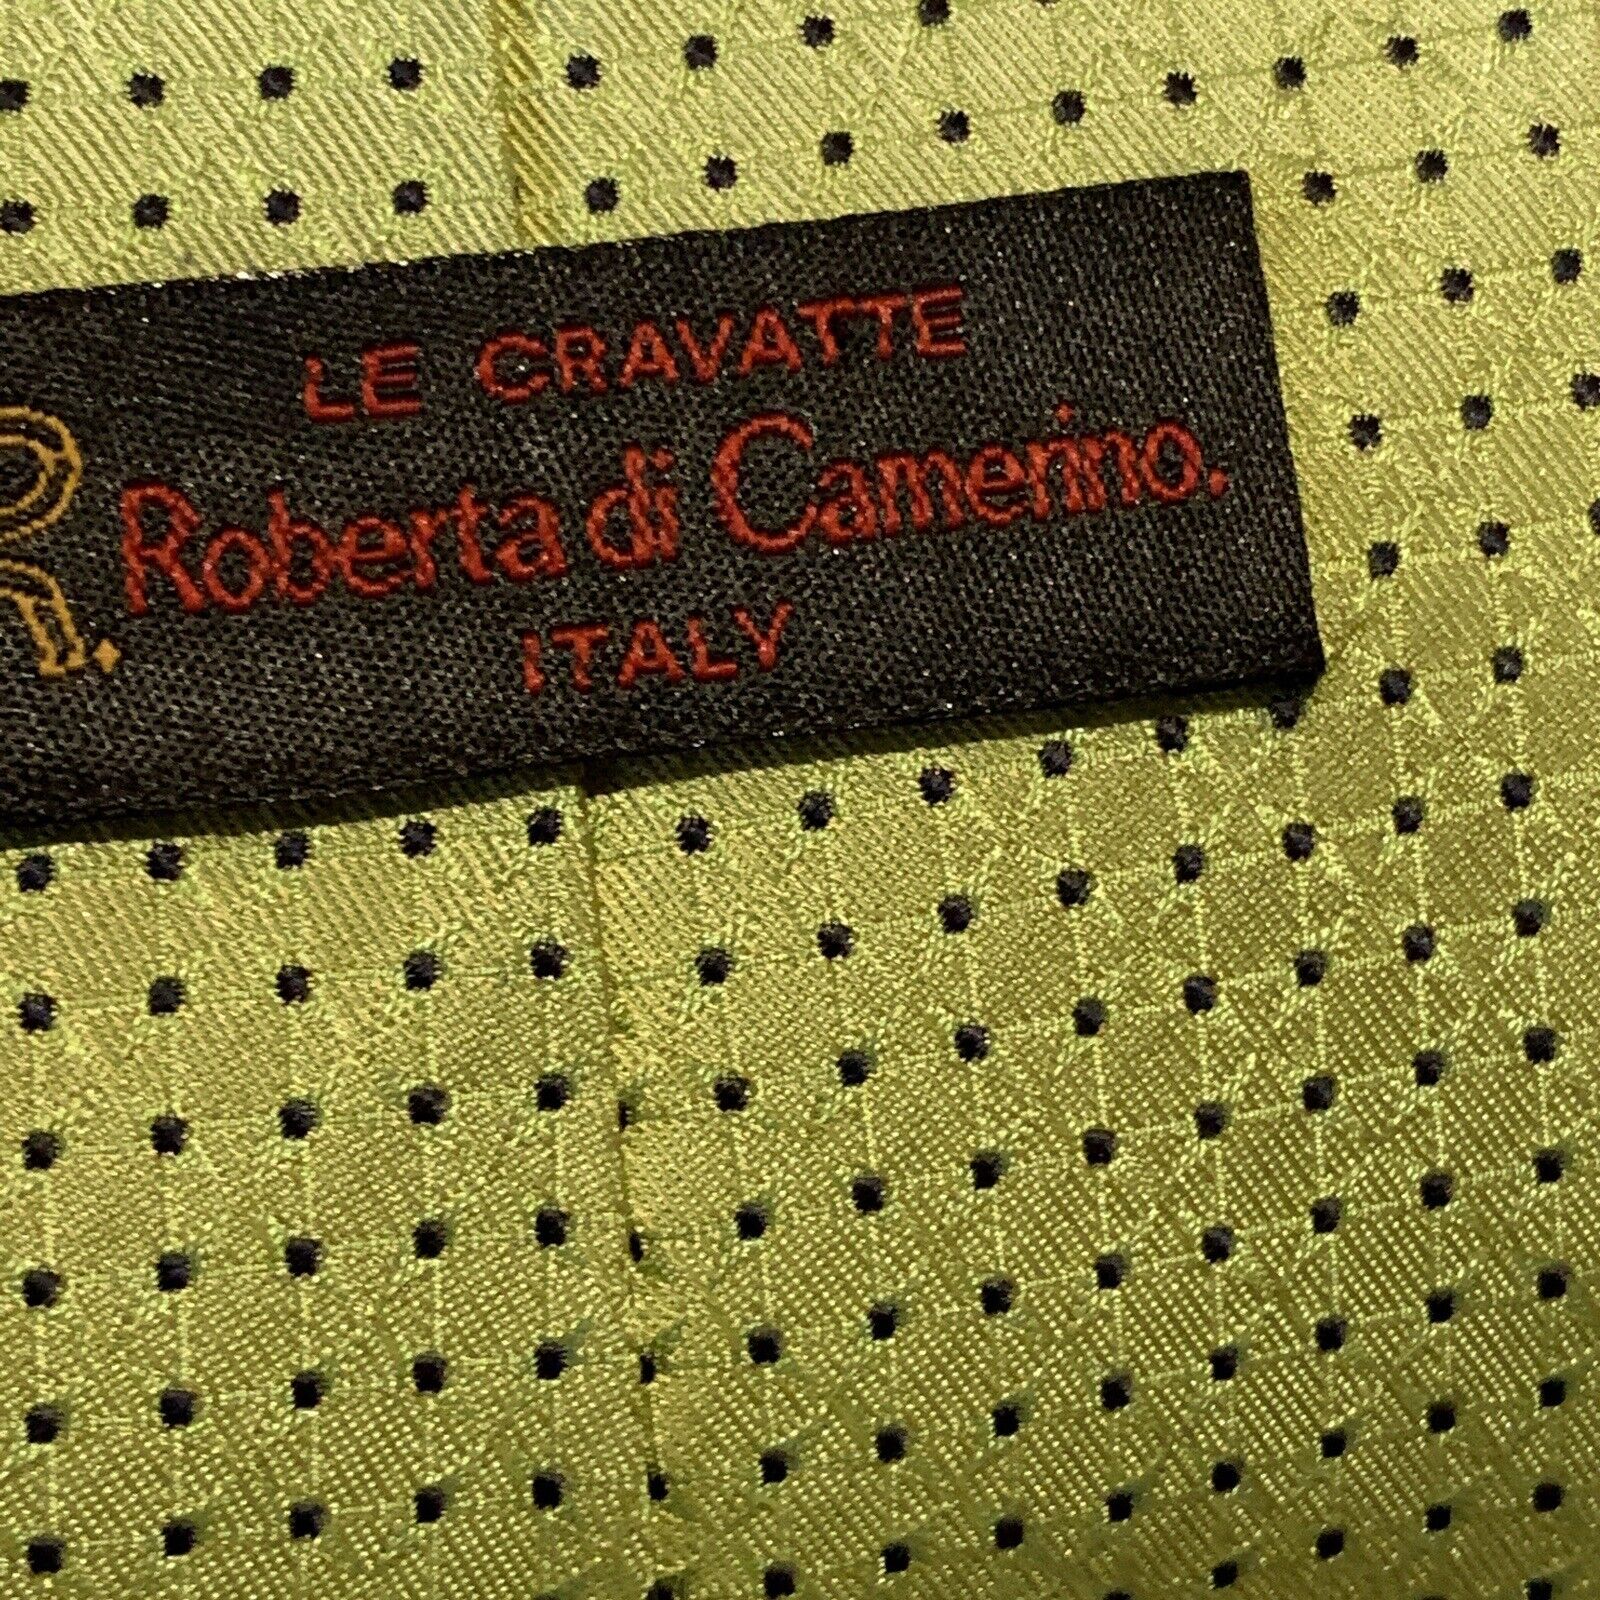 LE CRAVATTE
R. Roberta di Camerino.
ITALY